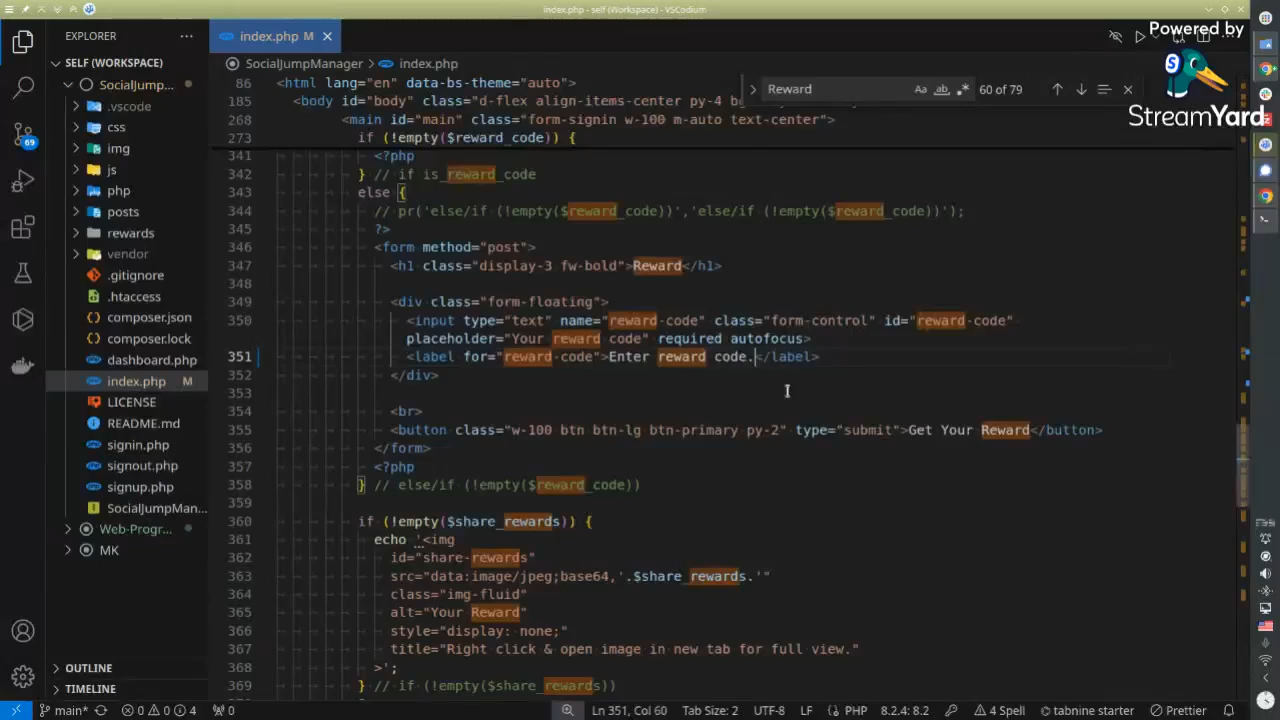 index.php - self (Workspace) - VSCodium
EXPLORER
index.php M
Powered by
StreamYard
SELF (WORKSPACE)
SocialJumpManager > index.php
SocialJump...
.vscode
css
img
js
php
posts
rewards
vendor
.gitignore
.htaccess
composer.json
composer.lock
dashboard.php
index.php M
LICENSE
README.md
signin.php
signout.php
signup.php
SocialJumpMan...
Web-Progr...
MK
OUTLINE
TIMELINE
69
Reward
Aa ab .*
60 of 79
86 <html lang="en" data-bs-theme="auto">
185 <body id="body" class="d-flex align-items-center py-4 b
268 <main id="main" class="form-signin w-100 m-auto text-center">
273 if (!empty($reward_code)) {
341 <?php
342 } // if is_reward_code
343 else {
344 // pr('else/if (!empty($reward_code))','else/if (!empty($reward_code))');
345 ?>
346 <form method="post">
347 <h1 class="display-3 fw-bold">Reward</h1>
348
349 <div class="form-floating">
350 <input type="text" name="reward-code" class="form-control" id="reward-code"
placeholder="Your reward code" required autofocus>
351 <label for="reward-code">Enter reward code.</label>
352 </div>
353
354 <br>
355 <button class="w-100 btn btn-lg btn-primary py-2" type="submit">Get Your Reward</button>
356 </form>
357 <?php
358 } // else/if (!empty($reward_code))
359
360 if (!empty($share_rewards)) {
361 echo '<img
362 id="share-rewards"
363 src="data:image/jpeg;base64,'.$share_rewards.'"
364 class="img-fluid"
365 alt="Your Reward"
366 style="display: none;"
367 title="Right click & open image in new tab for full view."
368 >';
369 } // if (!empty($share_rewards))
main* 0 0 4 0 Ln 351, Col 60 Tab Size: 2 UTF-8 LF PHP 8.2.4: 8.2 4 Spell tabnine starter Prettier